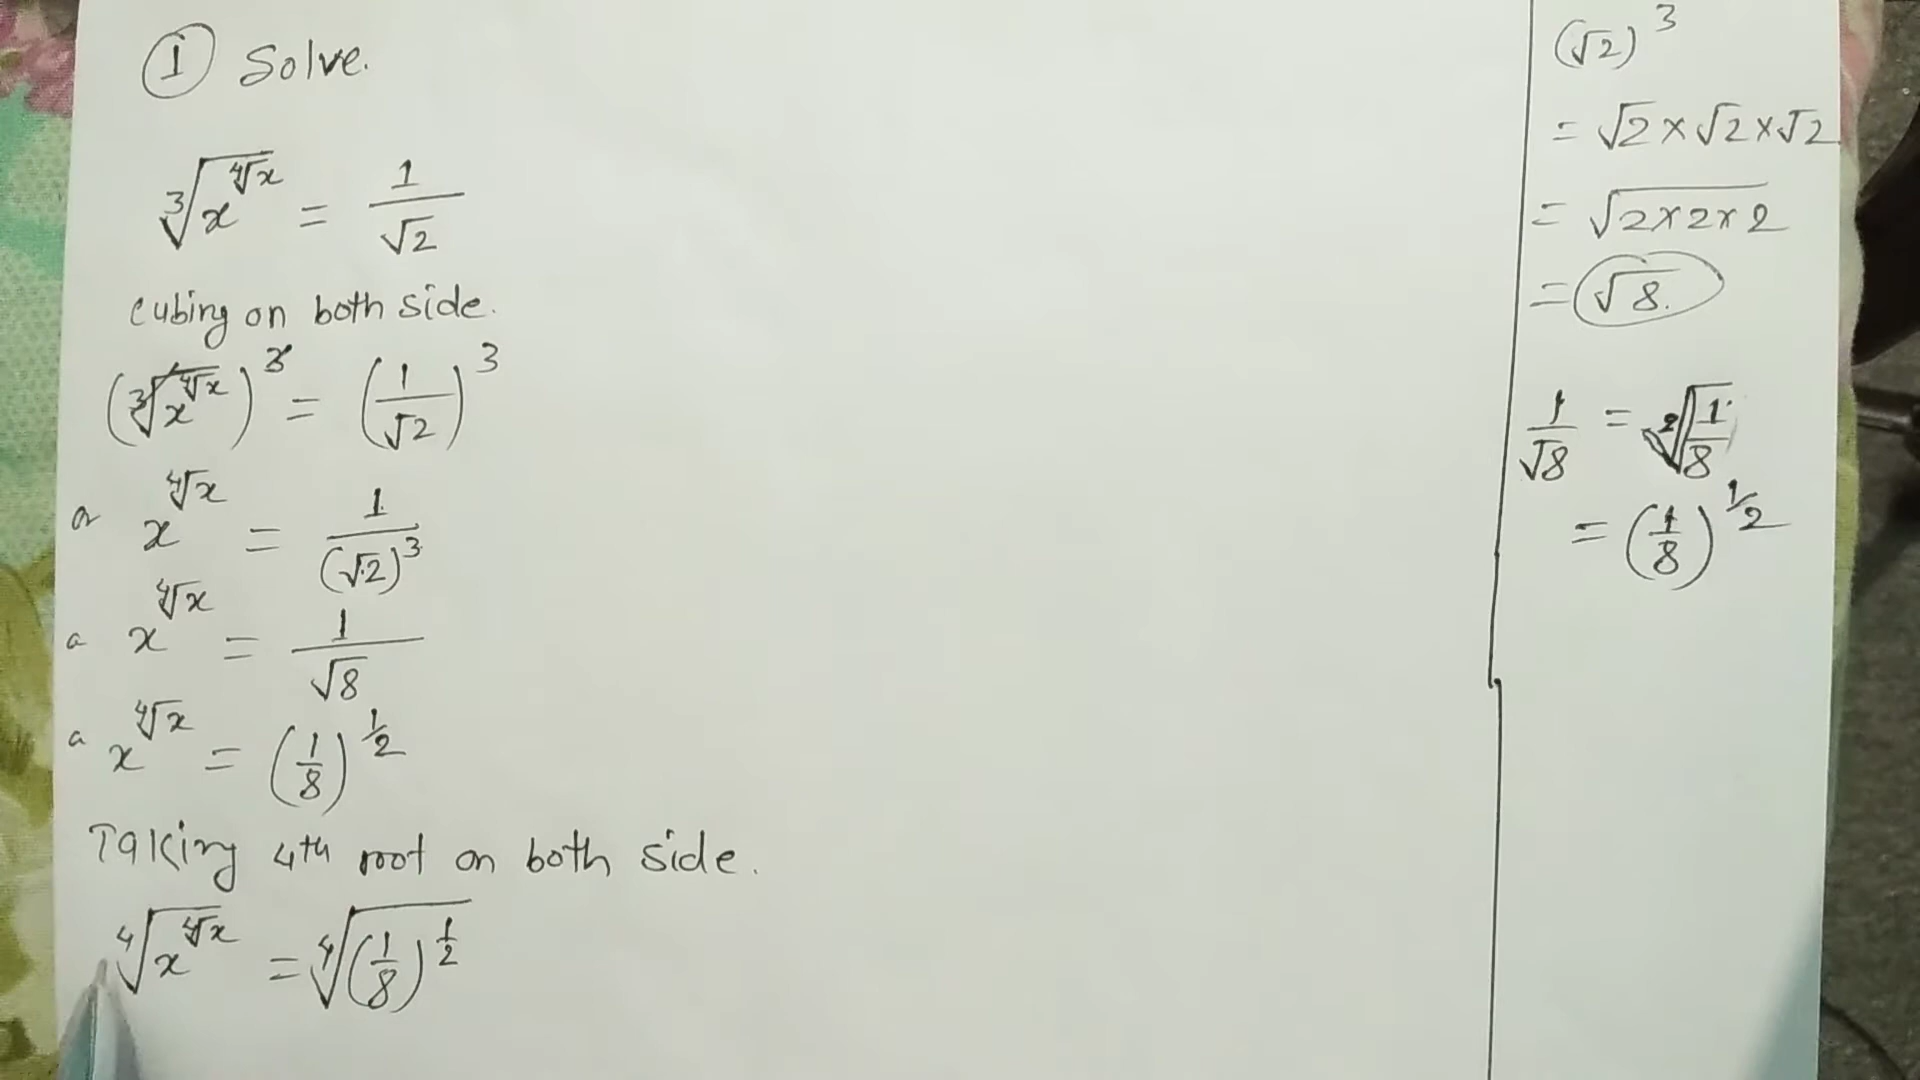 ① Solve.
∛(x^(∜x)) = 1/√2
cubing on both side.
(∛(x^(∜x)))^3 = (1/√2)^3
or x^(∜x) = 1/(√2)^3
or x^(∜x) = 1/√8
or x^(∜x) = (1/8)^(1/2)
Taking 4th root on both side.
∜(x^(∜x)) = ∜((1/8)^(1/2))
(√2)^3
= √2×√2×√2
= √(2×2×2)
= √8.
1/√8 = ²√(1/8)
= (1/8)^(1/2)